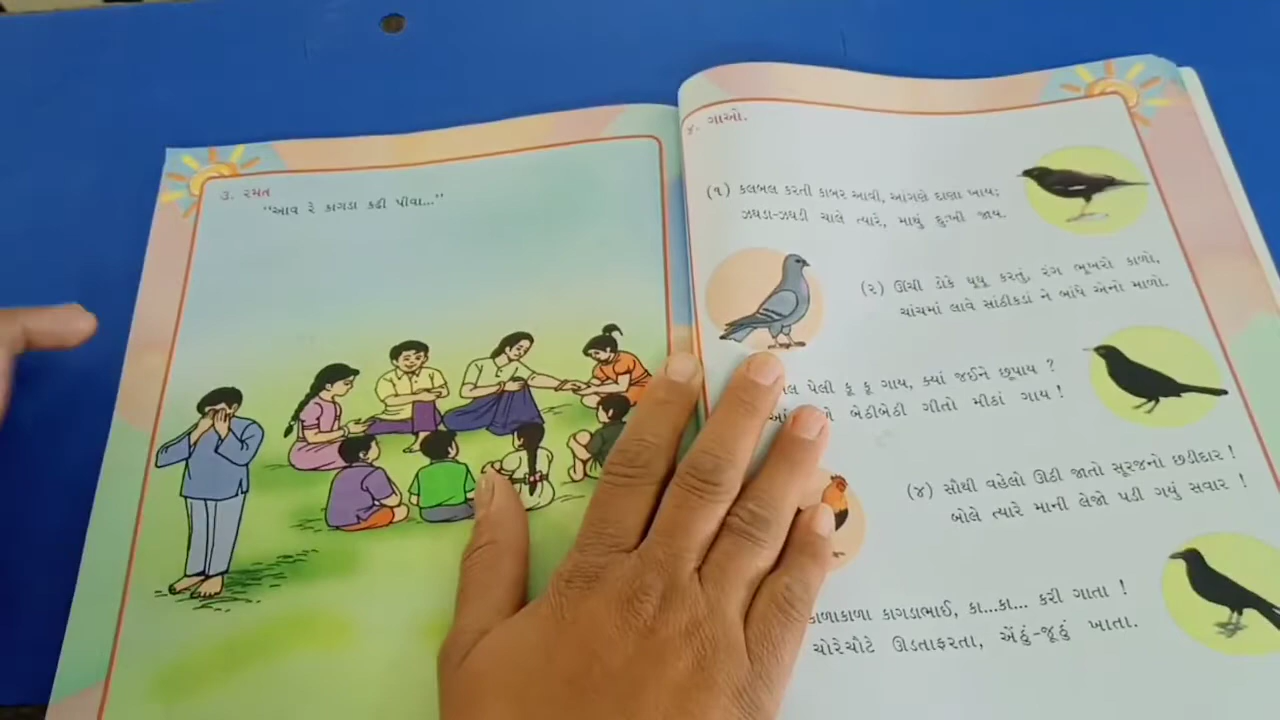 ૩. રમત
"આવ રે કાગડા કઢી પીવા..."
૪. ગાઓ.
(૧) કલબલ કરતી કાબર આવી, આંગણે દાણા ખાય;
ઝઘડા-ઝઘડી ચાલે ત્યારે, માથું દુઃખી જાય.
(૨) ઊંચી ડોકે ઘૂઘૂ કરતું, રંગ ભૂખરો કાળો,
ચાંચમાં લાવે સાંઠીકડાં ને બાંધે એનો માળો.
પેલી કૂ કૂ ગાય, ક્યાં જઈને છૂપાય ?
બેઠીબેઠી ગીતો મીઠાં ગાય !
(૪) સૌથી વહેલો ઊઠી જાતો સૂરજનો છડીદાર !
બોલે ત્યારે માની લેજો પડી ગયું સવાર !
કાળાકાળા કાગડાભાઈ, કા...કા... કરી ગાતા !
ચોરેચૌટે ઊડતાફરતા, એંઠું-જૂઠું ખાતા.